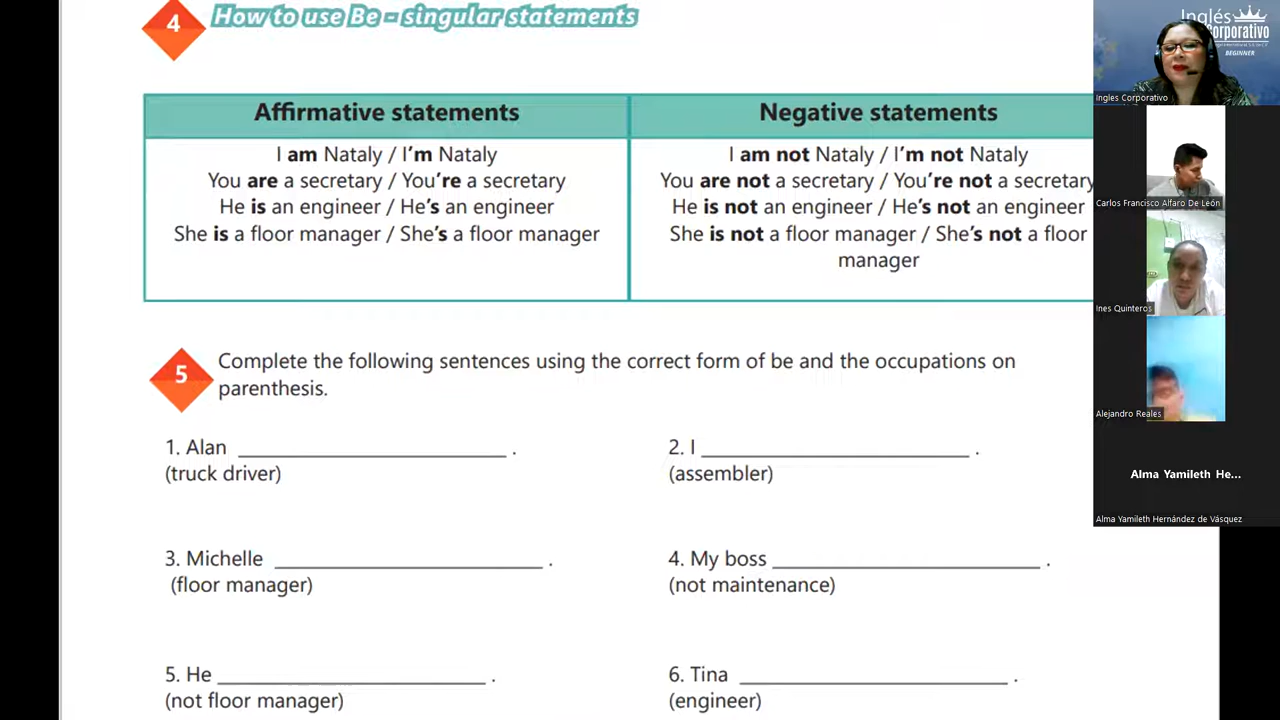 4
How to use Be - singular statements
Affirmative statements
Negative statements
I am Nataly / I'm Nataly
You are a secretary / You're a secretary
He is an engineer / He's an engineer
She is a floor manager / She's a floor manager
I am not Nataly / I'm not Nataly
You are not a secretary / You're not a secretary
He is not an engineer / He's not an engineer
She is not a floor manager / She's not a floor
manager
5
Complete the following sentences using the correct form of be and the occupations on
parenthesis.
1. Alan ________________________ .
(truck driver)
2. I ________________________ .
(assembler)
3. Michelle ________________________ .
(floor manager)
4. My boss ________________________ .
(not maintenance)
5. He ________________________ .
(not floor manager)
6. Tina ________________________ .
(engineer)
Inglés
Corporativo
BEGINNER
Ingles Corporativo
Carlos Francisco Alfaro De León
Ines Quinteros
Alejandro Reales
Alma Yamileth He...
Alma Yamileth Hernández de Vásquez